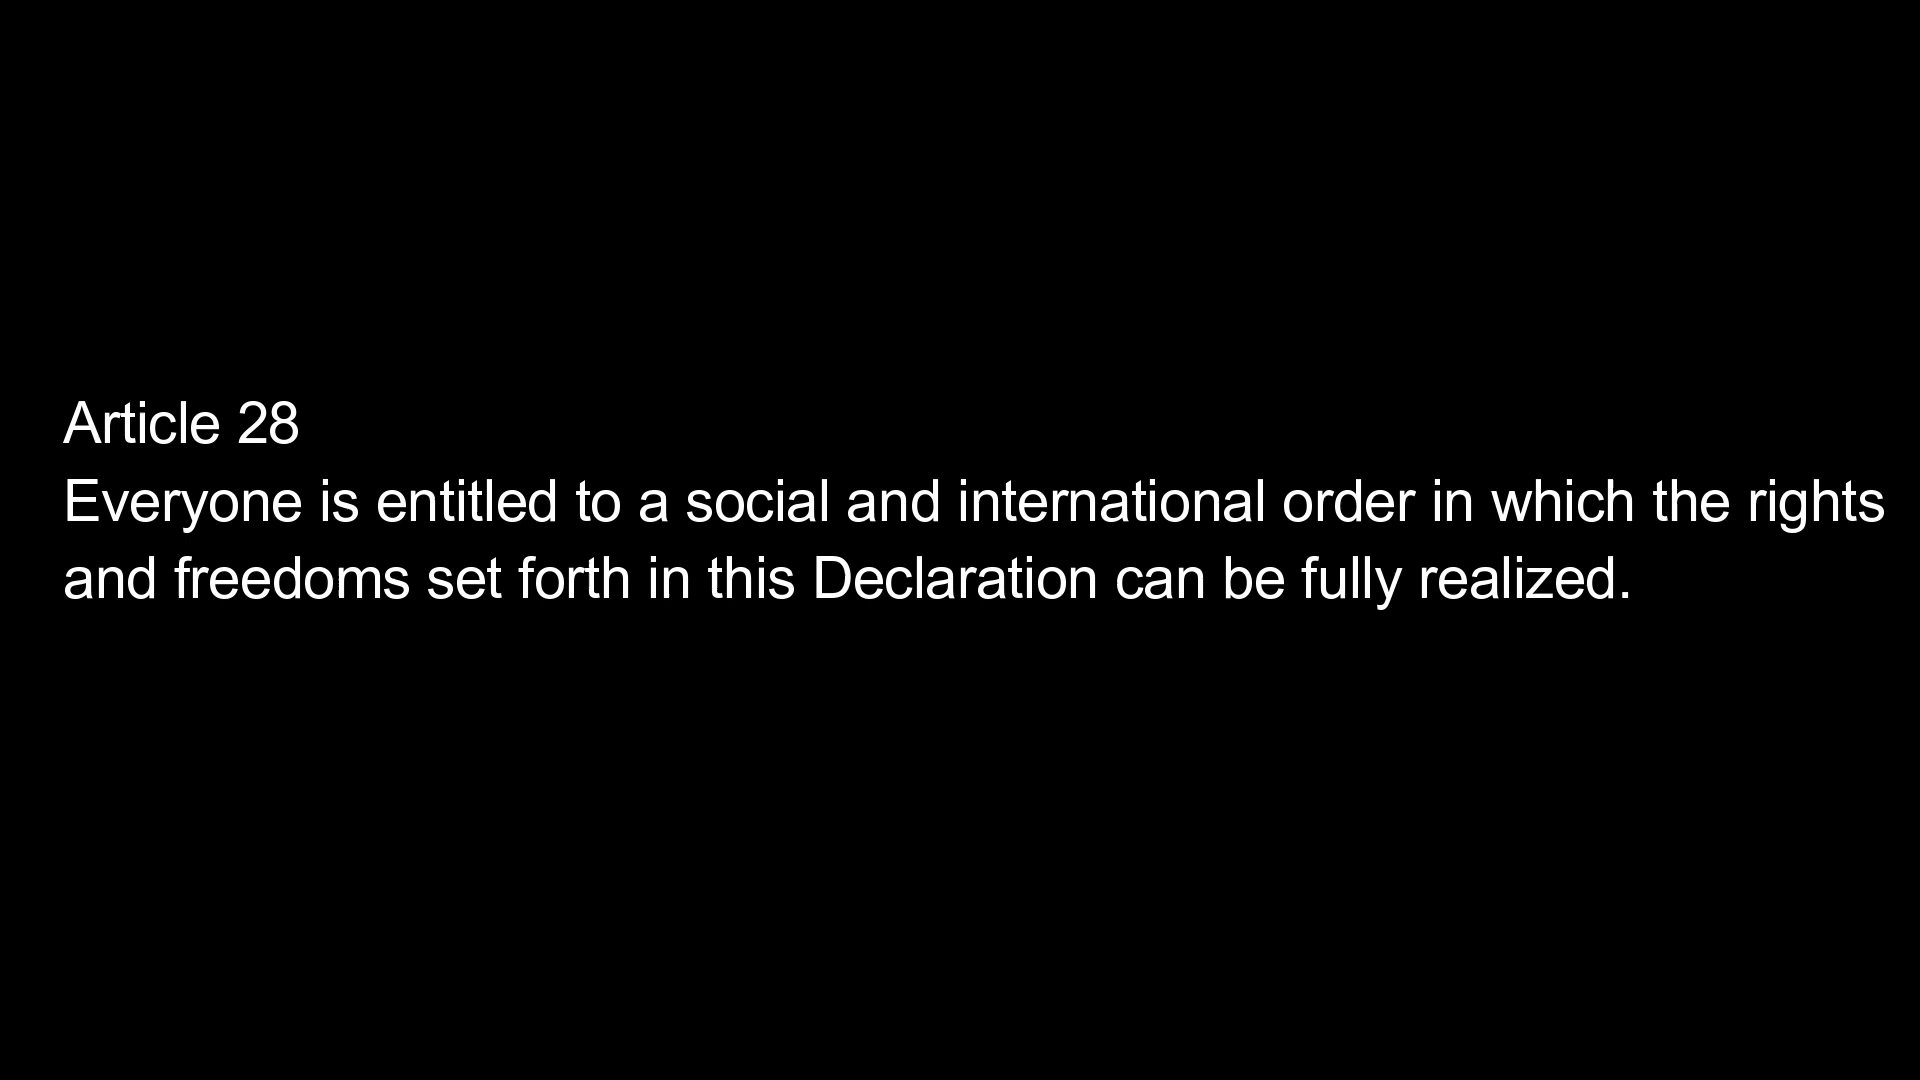 Article 28
Everyone is entitled to a social and international order in which the rights
and freedoms set forth in this Declaration can be fully realized.